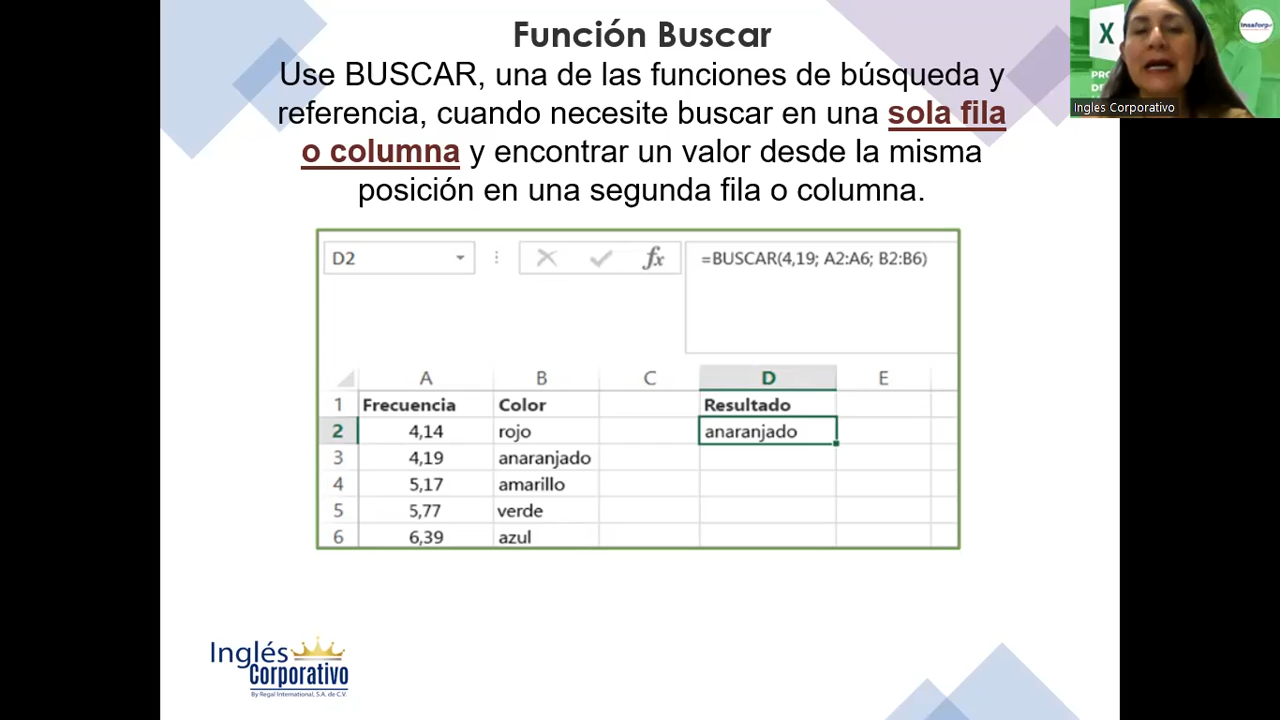 Función Buscar
Use BUSCAR, una de las funciones de búsqueda y
referencia, cuando necesite buscar en una sola fila
o columna y encontrar un valor desde la misma
posición en una segunda fila o columna.
D2 fx =BUSCAR(4,19; A2:A6; B2:B6)
A B C D E
1 Frecuencia Color Resultado
2 4,14 rojo anaranjado
3 4,19 anaranjado
4 5,17 amarillo
5 5,77 verde
6 6,39 azul
Inglés
Corporativo
By Regal International, S.A. de C.V.
X
Insaforp
Ingles Corporativo